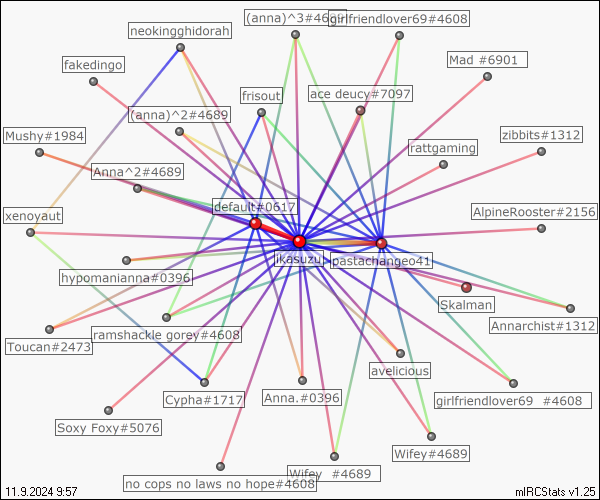 (anna)^3#4689
girlfriendlover69#4608
neokingghidorah
fakedingo
Mad #6901
frisout
ace deucy#7097
(anna)^2#4689
Mushy#1984
zibbits#1312
rattgaming
Anna^2#4689
default#0617
xenoyaut
AlpineRooster#2156
ikasuzu
pastachangeo41
hypomanianna#0396
Skalman
Annarchist#1312
ramshackle gorey#4608
Toucan#2473
avelicious
Cypha#1717
Anna.#0396
girlfriendlover69 #4608
Soxy Foxy#5076
Wifey#4689
Wifey #4689
no cops no laws no hope#4608
11.9.2024 9:57
mIRCStats v1.25